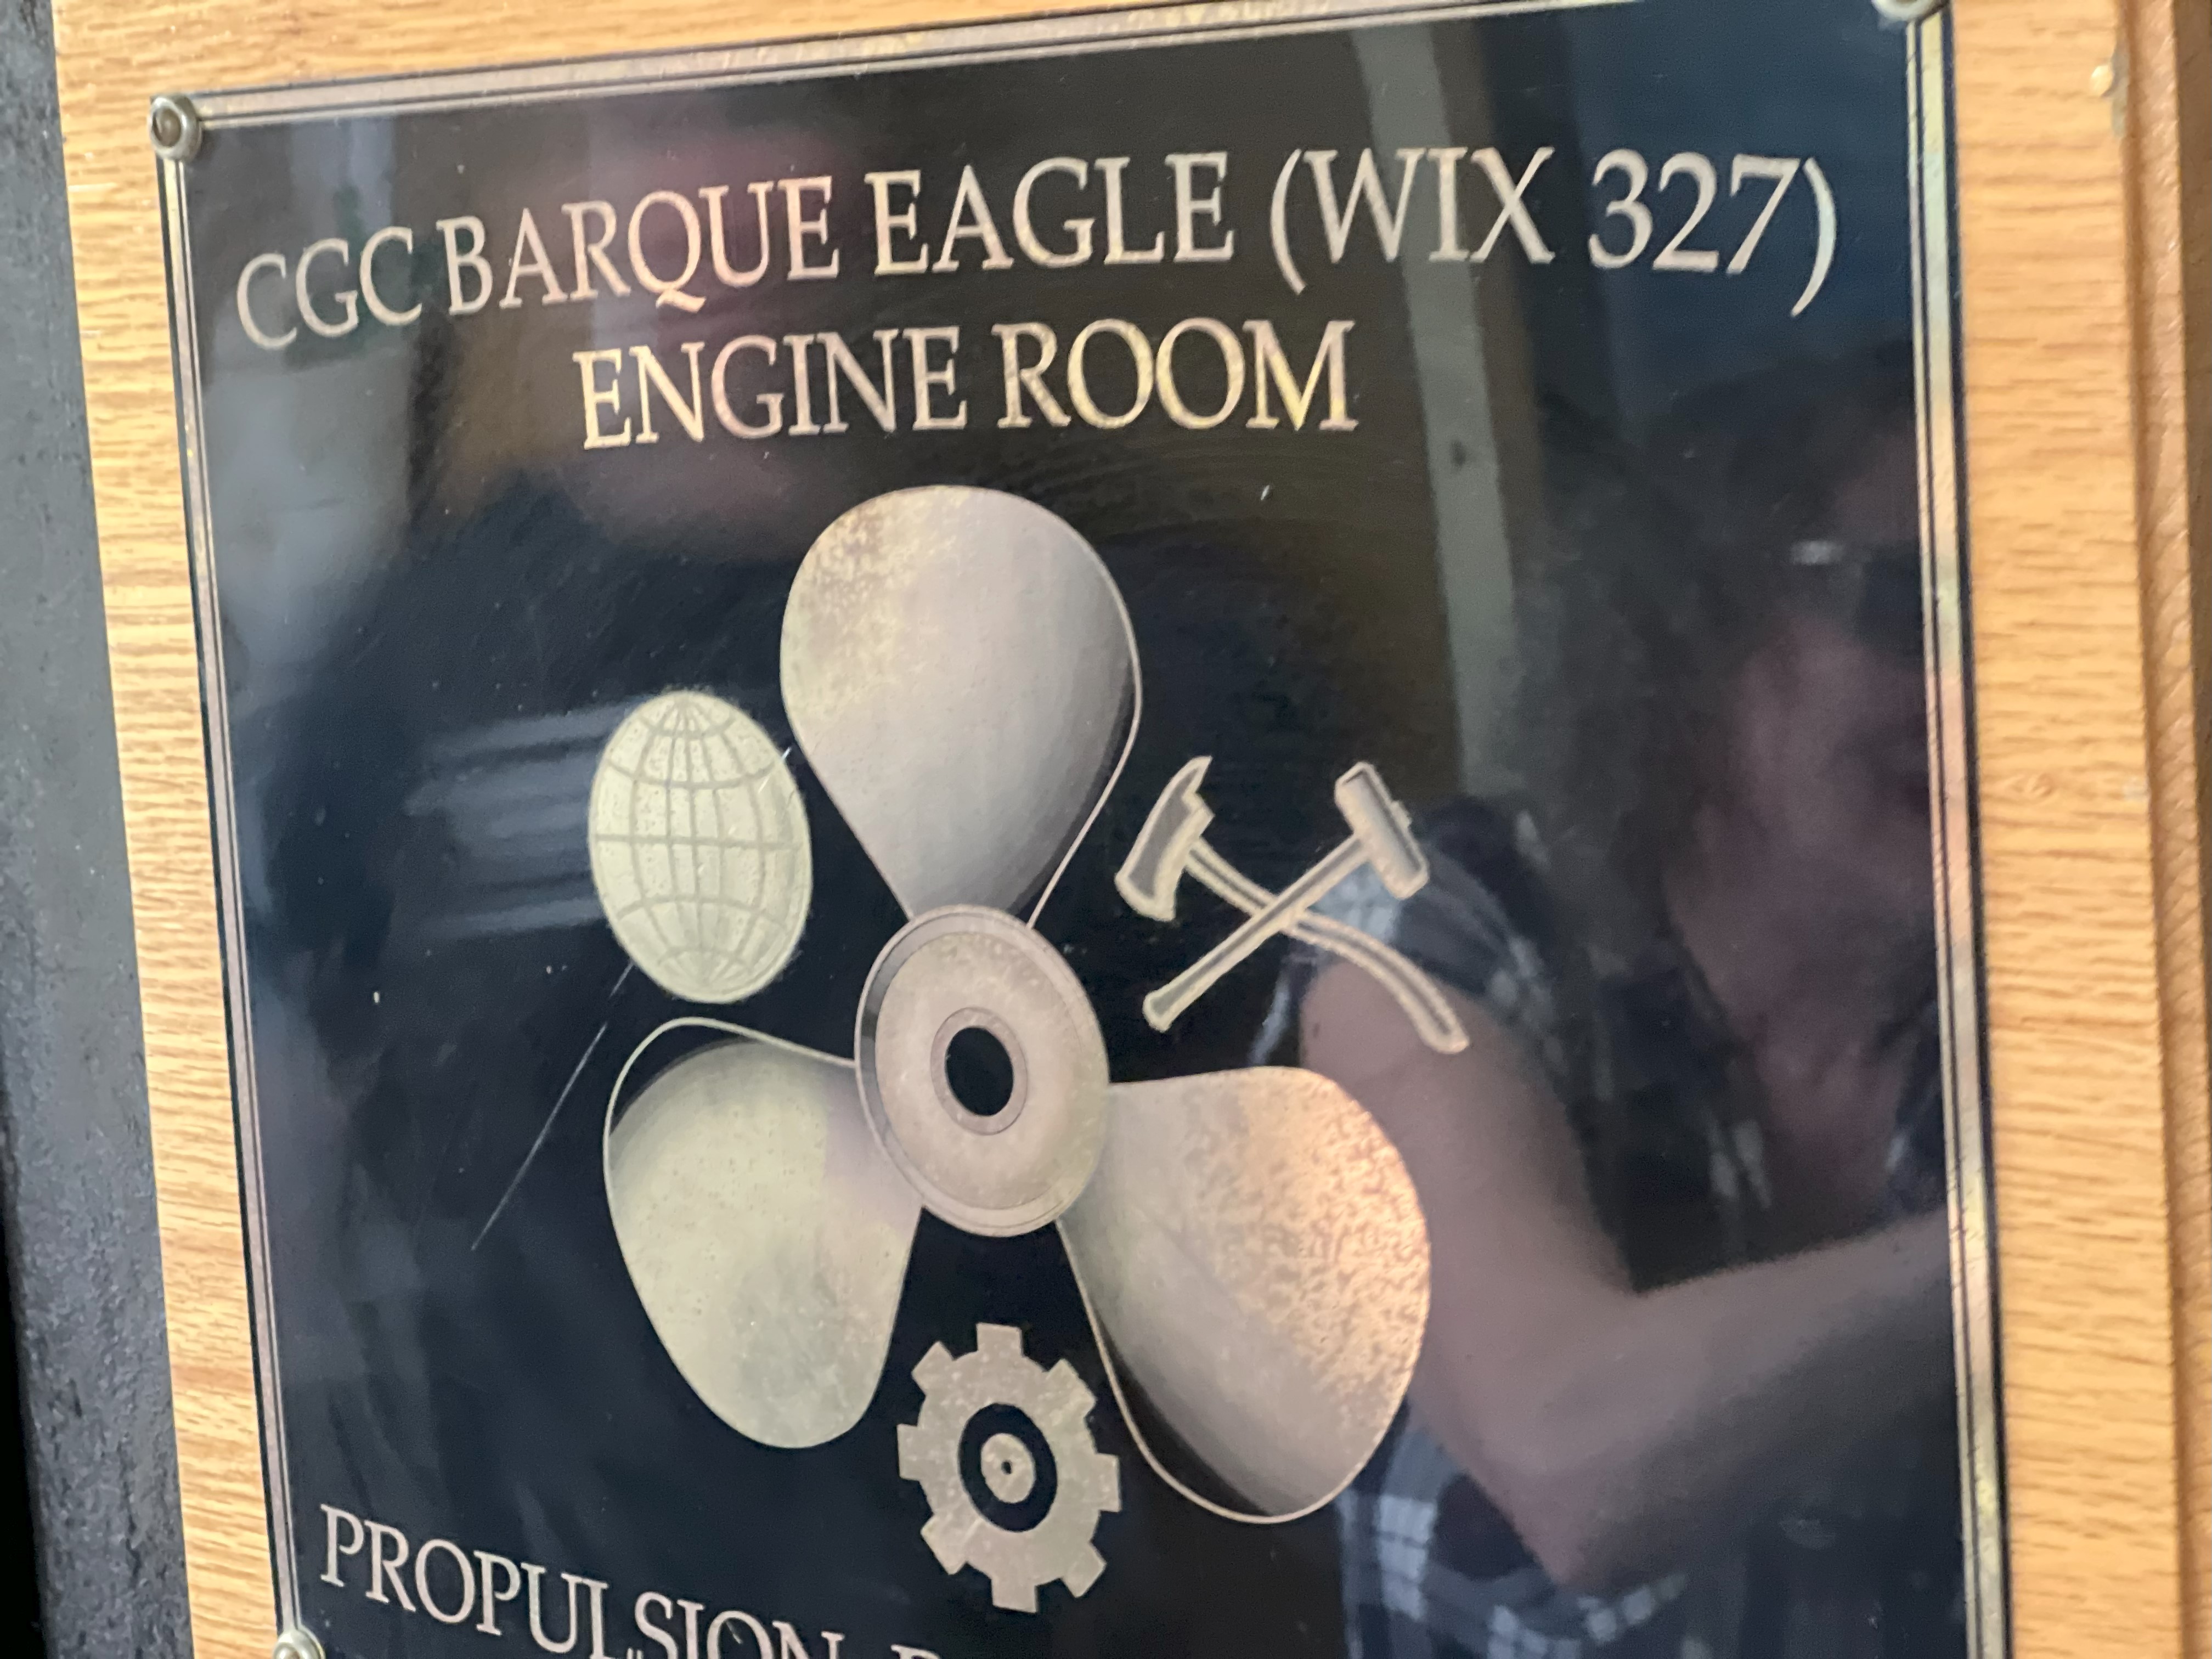 CGC BARQUE EAGLE (WIX 327)
ENGINE ROOM
PROPULSION